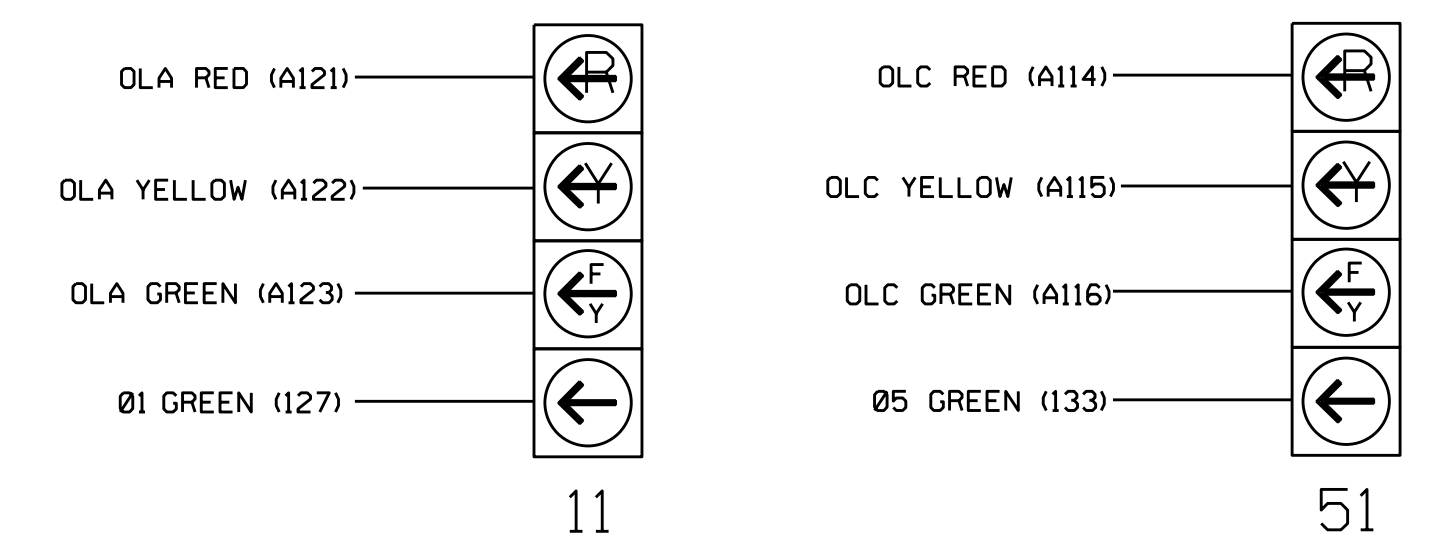 OLA RED (A121)
R
OLA YELLOW (A122)
Y
OLA GREEN (A123)
F
Y
Ø1 GREEN (127)
11
OLC RED (A114)
R
OLC YELLOW (A115)
Y
OLC GREEN (A116)
F
Y
Ø5 GREEN (133)
51